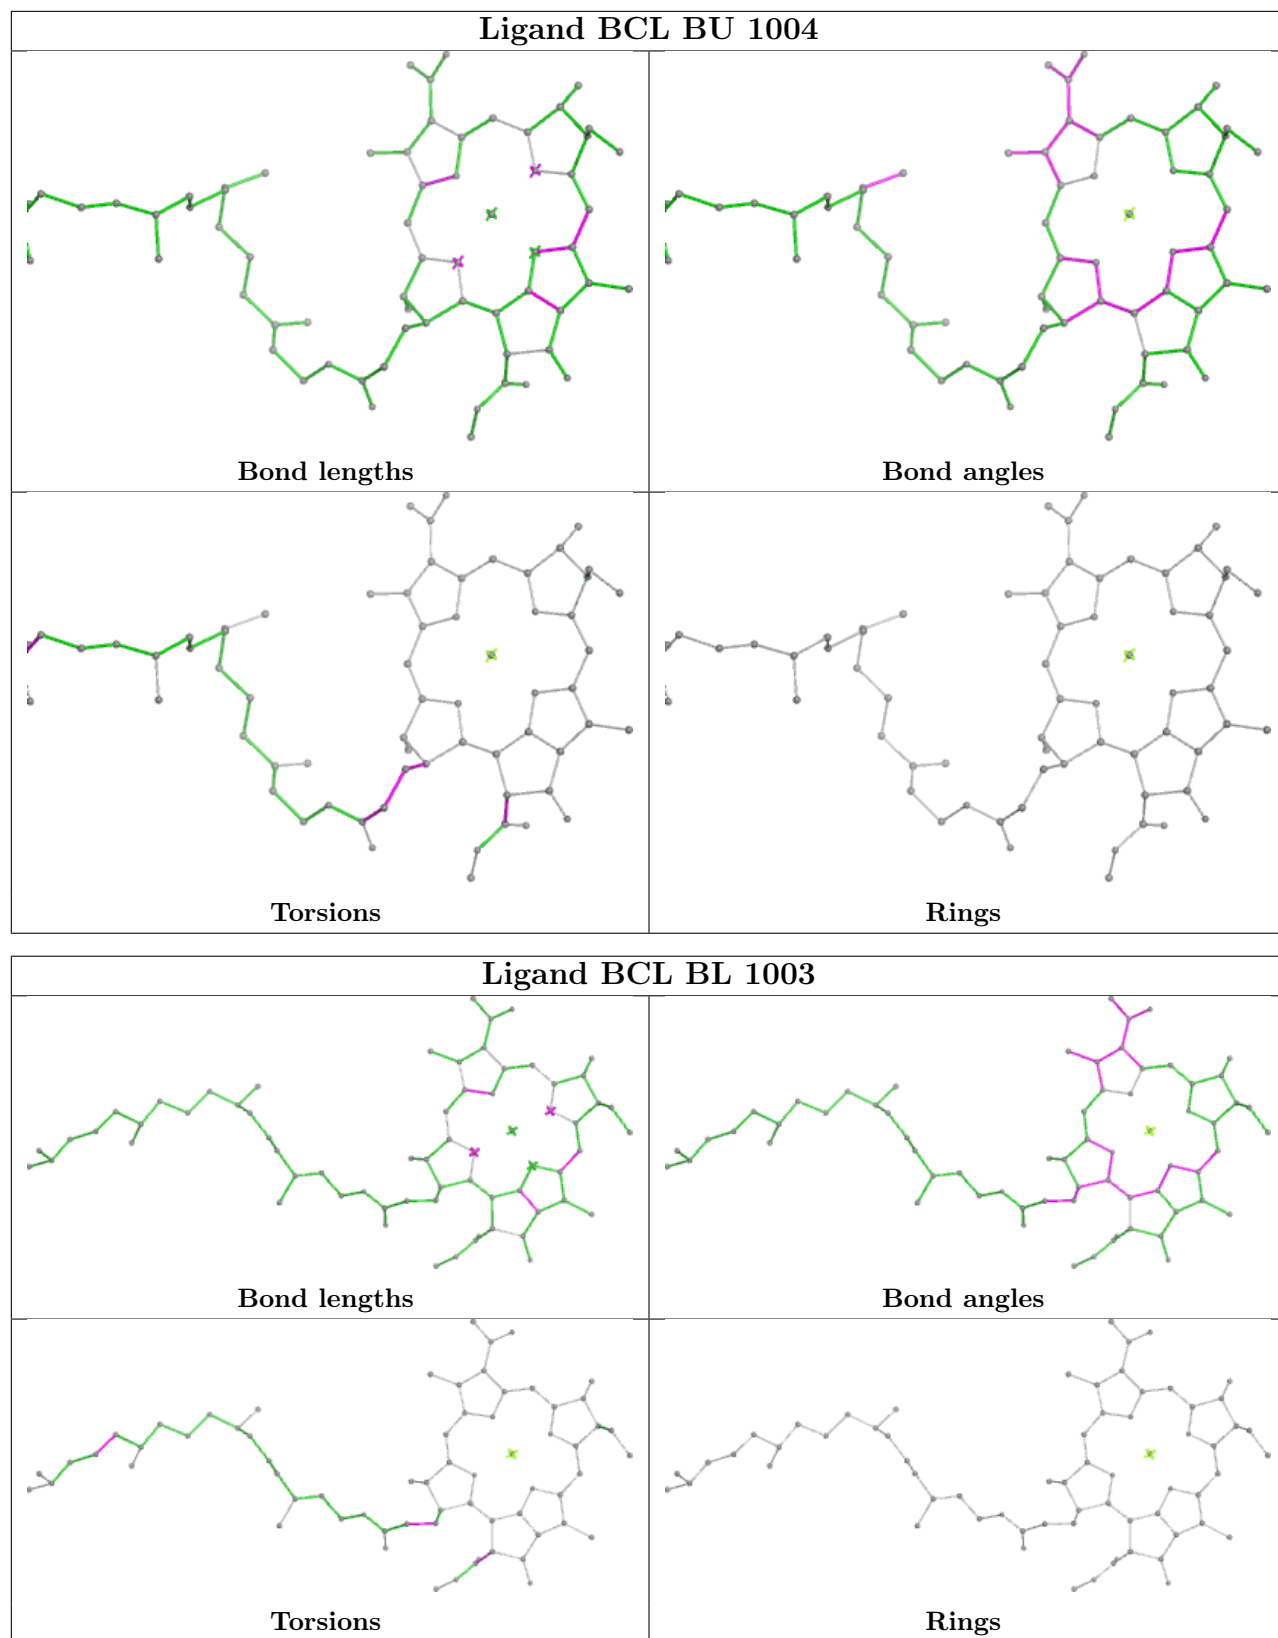 Ligand BCL BU 1004
Bond lengths
Bond angles
Torsions
Rings
Ligand BCL BL 1003
Bond lengths
Bond angles
Torsions
Rings